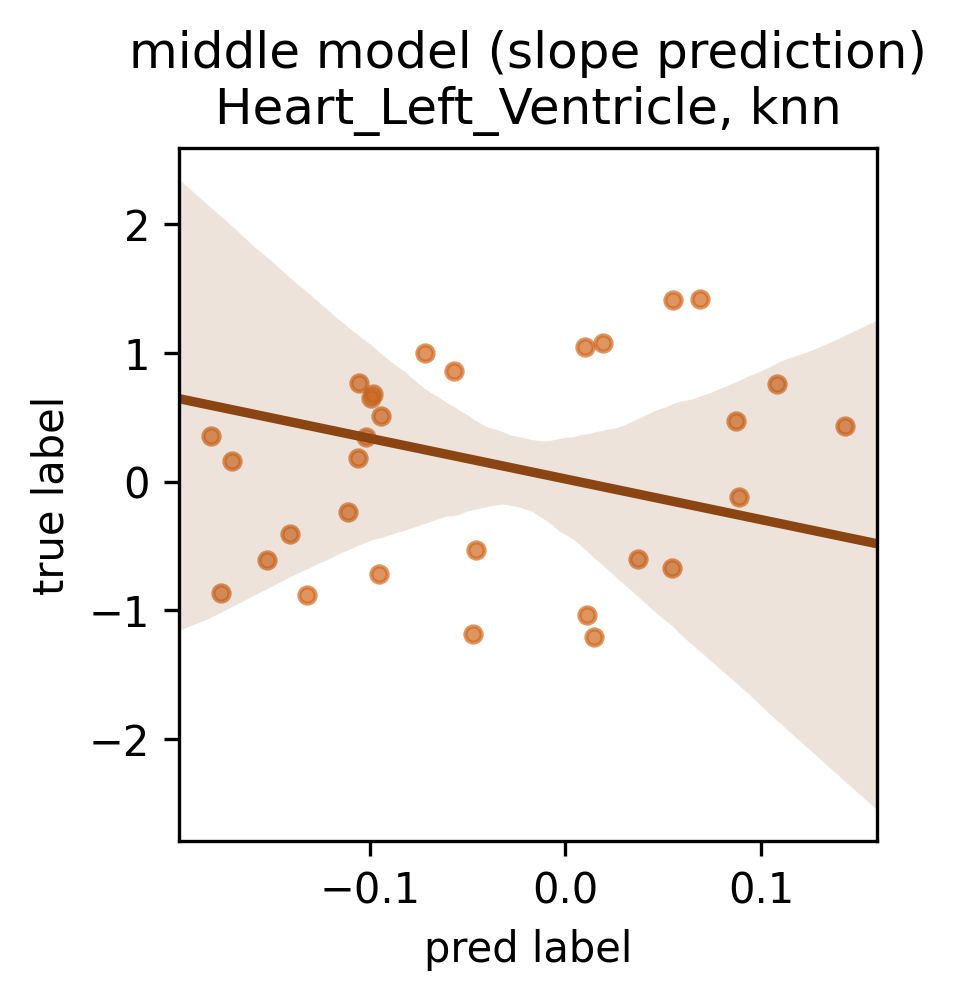 middle model (slope prediction)
Heart_Left_Ventricle, knn
2
1
0
−1
−2
true label
−0.1
0.0
0.1
pred label